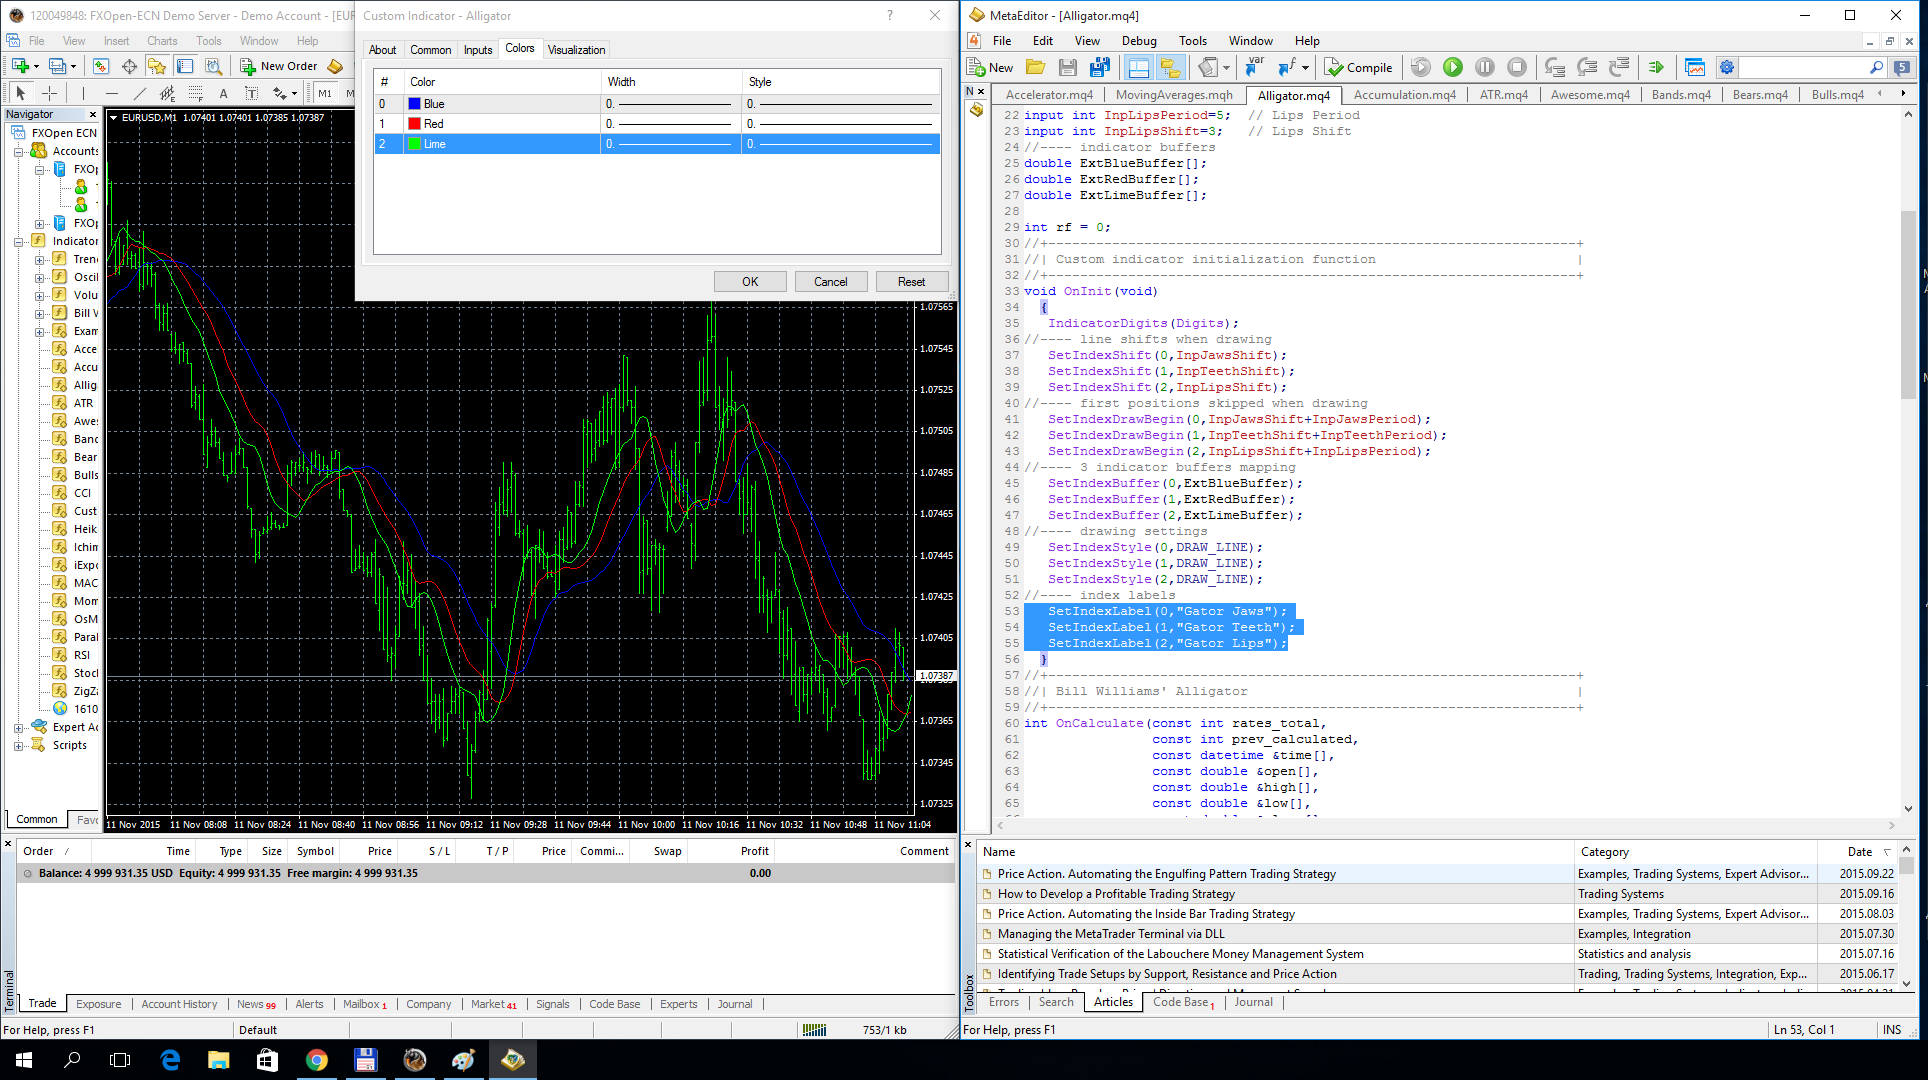 120049848: FXOpen-ECN Demo Server - Demo Account - [EUR
File View Insert Charts Tools Window Help
New Order
M1 M
Navigator
FXOpen ECN
Accounts
FXOp
FXOp
Indicator
Trend
Oscil
Volu
Bill V
Exam
Acce
Accu
Allig
ATR
Awes
Band
Bear
Bulls
CCI
Cust
Heik
Ichim
iExpo
MAC
Mom
OsM
Paral
RSI
Stocl
ZigZa
1610
Expert Ad
Scripts
Common Favo
Custom Indicator - Alligator
About Common Inputs Colors Visualization
# Color Width Style
0 Blue 0. 0.
1 Red 0. 0.
2 Lime 0. 0.
OK Cancel Reset
EURUSD,M1 1.07401 1.07401 1.07385 1.07387
1.07565
1.07545
1.07525
1.07505
1.07485
1.07465
1.07445
1.07425
1.07405
1.07387
1.07365
1.07345
1.07325
11 Nov 2015 11 Nov 08:08 11 Nov 08:24 11 Nov 08:40 11 Nov 08:56 11 Nov 09:12 11 Nov 09:28 11 Nov 09:44 11 Nov 10:00 11 Nov 10:16 11 Nov 10:32 11 Nov 10:48 11 Nov 11:04
Order / Time Type Size Symbol Price S / L T / P Price Commi... Swap Profit Comment
Balance: 4 999 931.35 USD Equity: 4 999 931.35 Free margin: 4 999 931.35 0.00
Terminal
Trade Exposure Account History News 99 Alerts Mailbox 1 Company Market 41 Signals Code Base Experts Journal
For Help, press F1 Default 753/1 kb
MetaEditor - [Alligator.mq4]
File Edit View Debug Tools Window Help
New var f Compile 5
N
Accelerator.mq4 MovingAverages.mqh Alligator.mq4 Accumulation.mq4 ATR.mq4 Awesome.mq4 Bands.mq4 Bears.mq4 Bulls.mq4
22 input int InpLipsPeriod=5; // Lips Period
23 input int InpLipsShift=3; // Lips Shift
24 //---- indicator buffers
25 double ExtBlueBuffer[];
26 double ExtRedBuffer[];
27 double ExtLimeBuffer[];
28
29 int rf = 0;
30 //+------------------------------------------------------------------+
31 //| Custom indicator initialization function |
32 //+------------------------------------------------------------------+
33 void OnInit(void)
34 {
35 IndicatorDigits(Digits);
36 //---- line shifts when drawing
37 SetIndexShift(0,InpJawsShift);
38 SetIndexShift(1,InpTeethShift);
39 SetIndexShift(2,InpLipsShift);
40 //---- first positions skipped when drawing
41 SetIndexDrawBegin(0,InpJawsShift+InpJawsPeriod);
42 SetIndexDrawBegin(1,InpTeethShift+InpTeethPeriod);
43 SetIndexDrawBegin(2,InpLipsShift+InpLipsPeriod);
44 //---- 3 indicator buffers mapping
45 SetIndexBuffer(0,ExtBlueBuffer);
46 SetIndexBuffer(1,ExtRedBuffer);
47 SetIndexBuffer(2,ExtLimeBuffer);
48 //---- drawing settings
49 SetIndexStyle(0,DRAW_LINE);
50 SetIndexStyle(1,DRAW_LINE);
51 SetIndexStyle(2,DRAW_LINE);
52 //---- index labels
53 SetIndexLabel(0,"Gator Jaws");
54 SetIndexLabel(1,"Gator Teeth");
55 SetIndexLabel(2,"Gator Lips");
56 }
57 //+------------------------------------------------------------------+
58 //| Bill Williams' Alligator |
59 //+------------------------------------------------------------------+
60 int OnCalculate(const int rates_total,
61 const int prev_calculated,
62 const datetime &time[],
63 const double &open[],
64 const double &high[],
65 const double &low[],
Name Category Date
Price Action. Automating the Engulfing Pattern Trading Strategy Examples, Trading Systems, Expert Advisor... 2015.09.22
How to Develop a Profitable Trading Strategy Trading Systems 2015.09.16
Price Action. Automating the Inside Bar Trading Strategy Examples, Trading Systems, Expert Advisor... 2015.08.03
Managing the MetaTrader Terminal via DLL Examples, Integration 2015.07.30
Statistical Verification of the Labouchere Money Management System Statistics and analysis 2015.07.16
Identifying Trade Setups by Support, Resistance and Price Action Trading, Trading Systems, Integration, Exp... 2015.06.17
Toolbox
Errors Search Articles Code Base 1 Journal
For Help, press F1 Ln 53, Col 1 INS